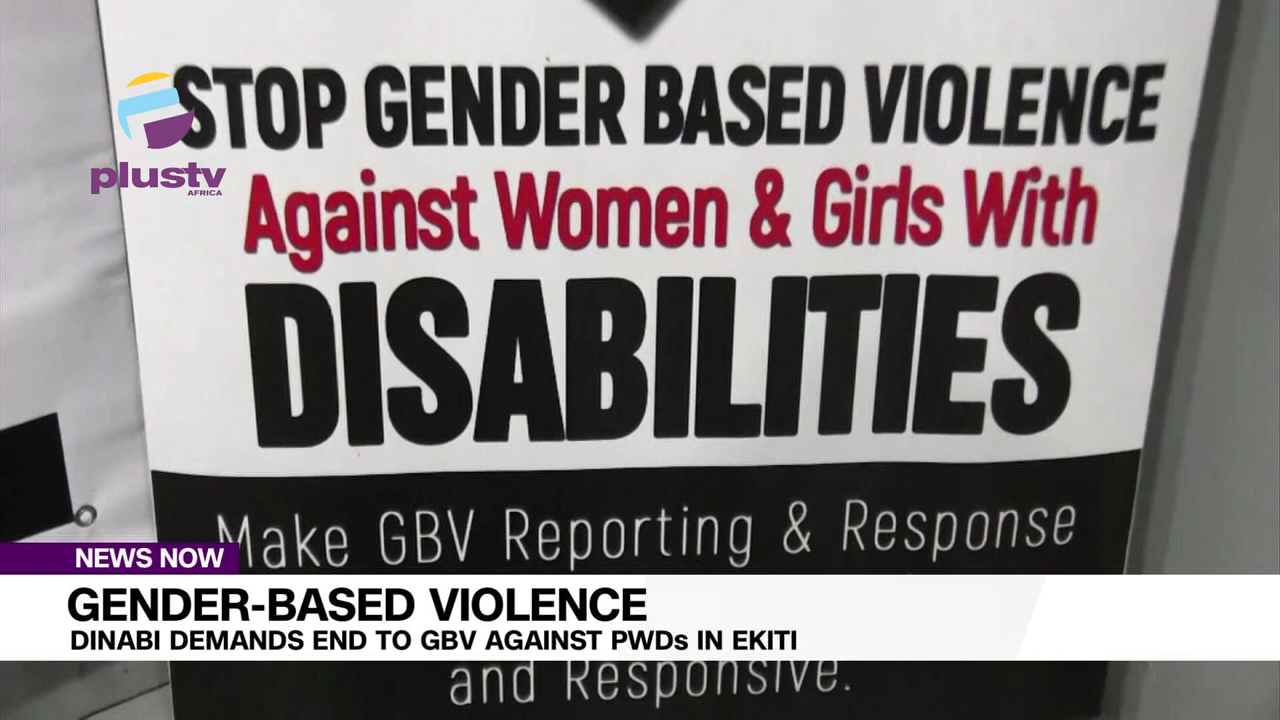 STOP GENDER BASED VIOLENCE
plustv
AFRICA
Against Women & Girls With
DISABILITIES
Make GBV Reporting & Response
NEWS NOW
GENDER-BASED VIOLENCE
DINABI DEMANDS END TO GBV AGAINST PWDs IN EKITI
and Responsive.